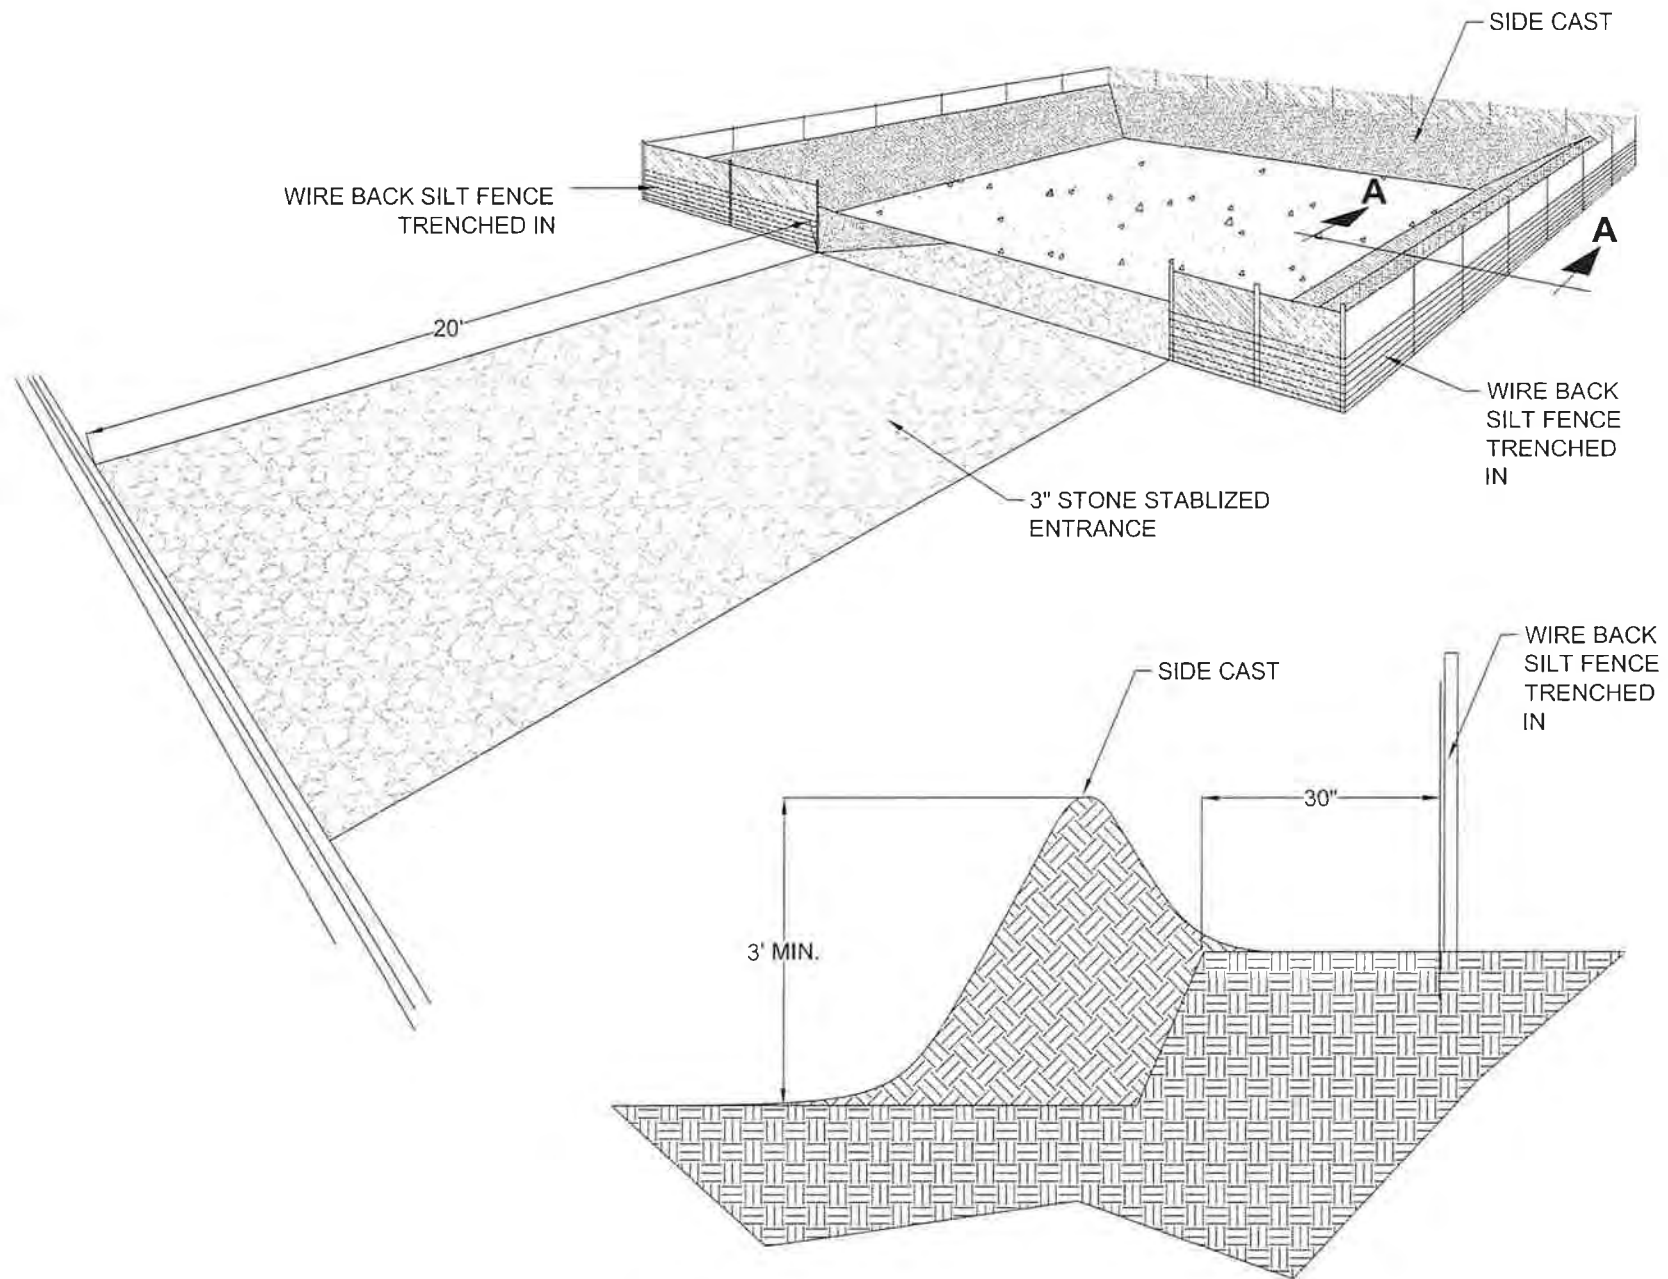 SIDE CAST
WIRE BACK SILT FENCE
TRENCHED IN
A
A
20'
WIRE BACK
SILT FENCE
TRENCHED
IN
3" STONE STABLIZED
ENTRANCE
WIRE BACK
SILT FENCE
TRENCHED
IN
SIDE CAST
30"
3' MIN.